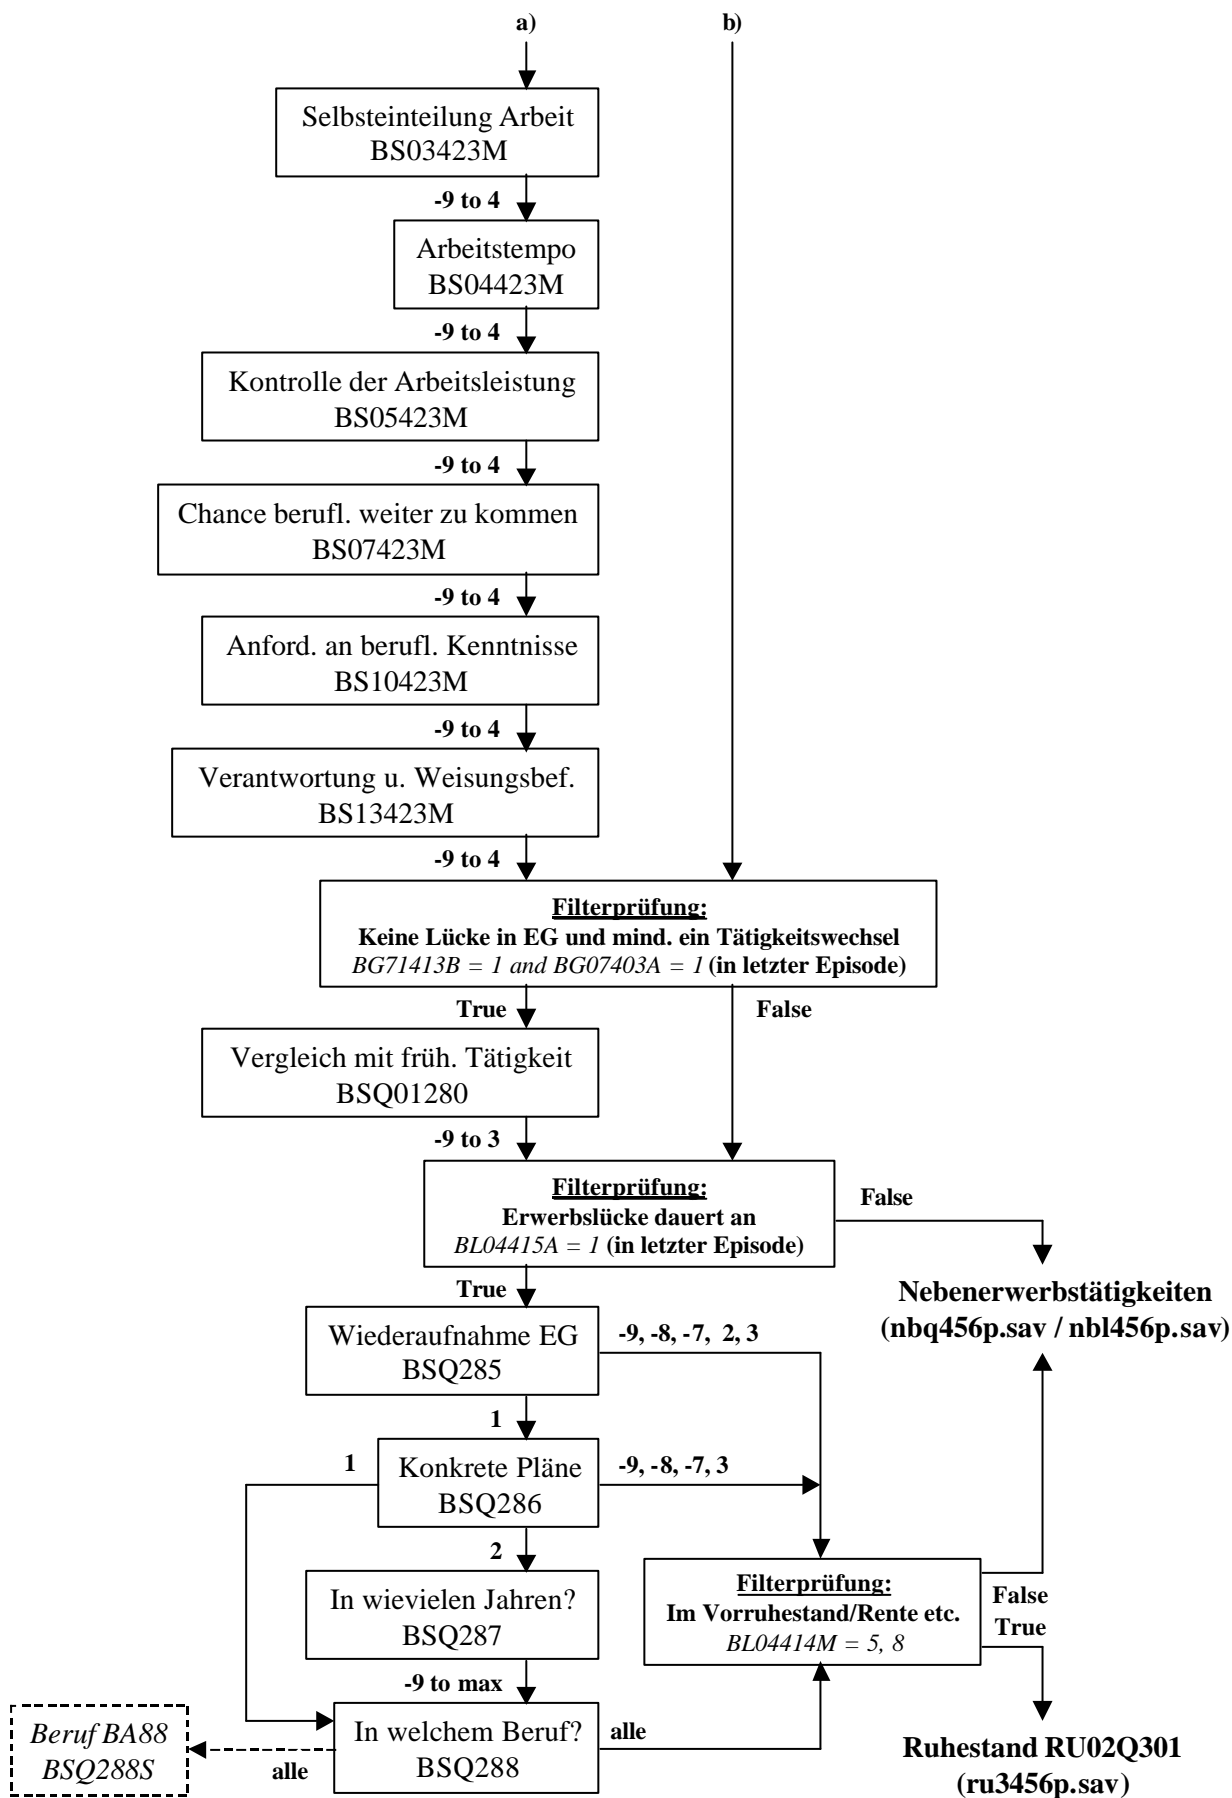 a)
b)
Selbsteinteilung Arbeit
BS03423M
-9 to 4
Arbeitstempo
BS04423M
-9 to 4
Kontrolle der Arbeitsleistung
BS05423M
-9 to 4
Chance berufl. weiter zu kommen
BS07423M
-9 to 4
Anford. an berufl. Kenntnisse
BS10423M
-9 to 4
Verantwortung u. Weisungsbef.
BS13423M
-9 to 4
Filterprüfung:
Keine Lücke in EG und mind. ein Tätigkeitswechsel
BG71413B = 1 and BG07403A = 1 (in letzter Episode)
True
False
Vergleich mit früh. Tätigkeit
BSQ01280
-9 to 3
Filterprüfung:
Erwerbslücke dauert an
BL04415A = 1 (in letzter Episode)
False
True
Nebenerwerbstätigkeiten
(nbq456p.sav / nbl456p.sav)
Wiederaufnahme EG
BSQ285
-9, -8, -7, 2, 3
1
Konkrete Pläne
BSQ286
1
-9, -8, -7, 3
2
In wievielen Jahren?
BSQ287
Filterprüfung:
Im Vorruhestand/Rente etc.
BL04414M = 5, 8
False
True
-9 to max
In welchem Beruf?
BSQ288
alle
alle
Beruf BA88
BSQ288S
Ruhestand RU02Q301
(ru3456p.sav)